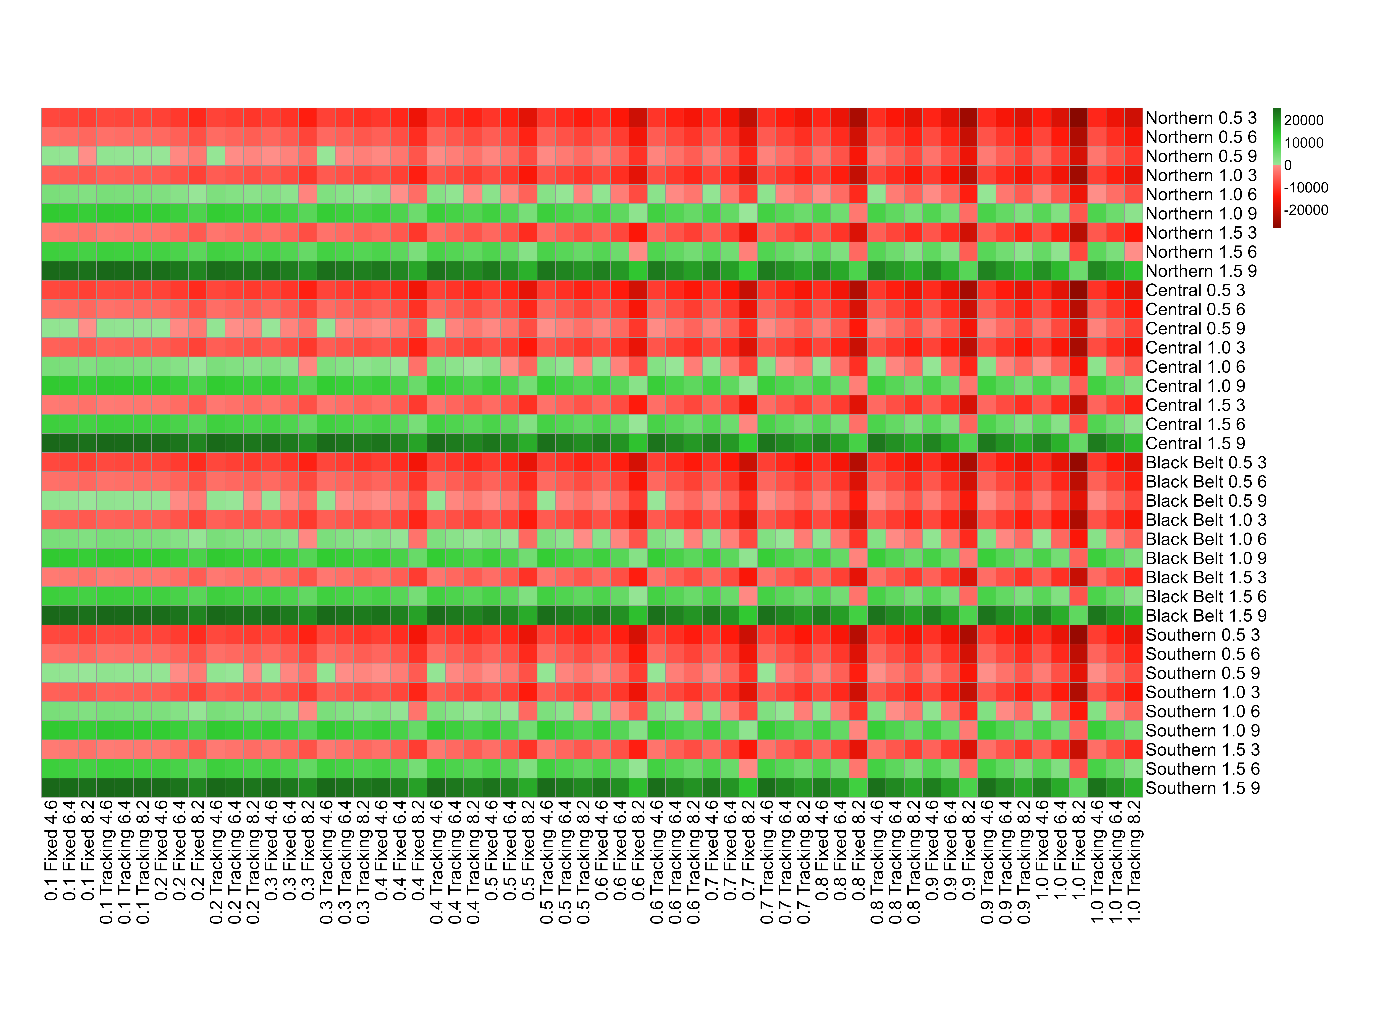 Northern 0.5 3
Northern 0.5 6
Northern 0.5 9
Northern 1.0 3
Northern 1.0 6
Northern 1.0 9
Northern 1.5 3
Northern 1.5 6
Northern 1.5 9
Central 0.5 3
Central 0.5 6
Central 0.5 9
Central 1.0 3
Central 1.0 6
Central 1.0 9
Central 1.5 3
Central 1.5 6
Central 1.5 9
Black Belt 0.5 3
Black Belt 0.5 6
Black Belt 0.5 9
Black Belt 1.0 3
Black Belt 1.0 6
Black Belt 1.0 9
Black Belt 1.5 3
Black Belt 1.5 6
Black Belt 1.5 9
Southern 0.5 3
Southern 0.5 6
Southern 0.5 9
Southern 1.0 3
Southern 1.0 6
Southern 1.0 9
Southern 1.5 3
Southern 1.5 6
Southern 1.5 9
20000
10000
0
-10000
-20000
0.1 Fixed 4.6
0.1 Fixed 6.4
0.1 Fixed 8.2
0.1 Tracking 4.6
0.1 Tracking 6.4
0.1 Tracking 8.2
0.2 Fixed 4.6
0.2 Fixed 6.4
0.2 Fixed 8.2
0.2 Tracking 4.6
0.2 Tracking 6.4
0.2 Tracking 8.2
0.3 Fixed 4.6
0.3 Fixed 6.4
0.3 Fixed 8.2
0.3 Tracking 4.6
0.3 Tracking 6.4
0.3 Tracking 8.2
0.4 Fixed 4.6
0.4 Fixed 6.4
0.4 Fixed 8.2
0.4 Tracking 4.6
0.4 Tracking 6.4
0.4 Tracking 8.2
0.5 Fixed 4.6
0.5 Fixed 6.4
0.5 Fixed 8.2
0.5 Tracking 4.6
0.5 Tracking 6.4
0.5 Tracking 8.2
0.6 Fixed 4.6
0.6 Fixed 6.4
0.6 Fixed 8.2
0.6 Tracking 4.6
0.6 Tracking 6.4
0.6 Tracking 8.2
0.7 Fixed 4.6
0.7 Fixed 6.4
0.7 Fixed 8.2
0.7 Tracking 4.6
0.7 Tracking 6.4
0.7 Tracking 8.2
0.8 Fixed 4.6
0.8 Fixed 6.4
0.8 Fixed 8.2
0.8 Tracking 4.6
0.8 Tracking 6.4
0.8 Tracking 8.2
0.9 Fixed 4.6
0.9 Fixed 6.4
0.9 Fixed 8.2
0.9 Tracking 4.6
0.9 Tracking 6.4
0.9 Tracking 8.2
1.0 Fixed 4.6
1.0 Fixed 6.4
1.0 Fixed 8.2
1.0 Tracking 4.6
1.0 Tracking 6.4
1.0 Tracking 8.2